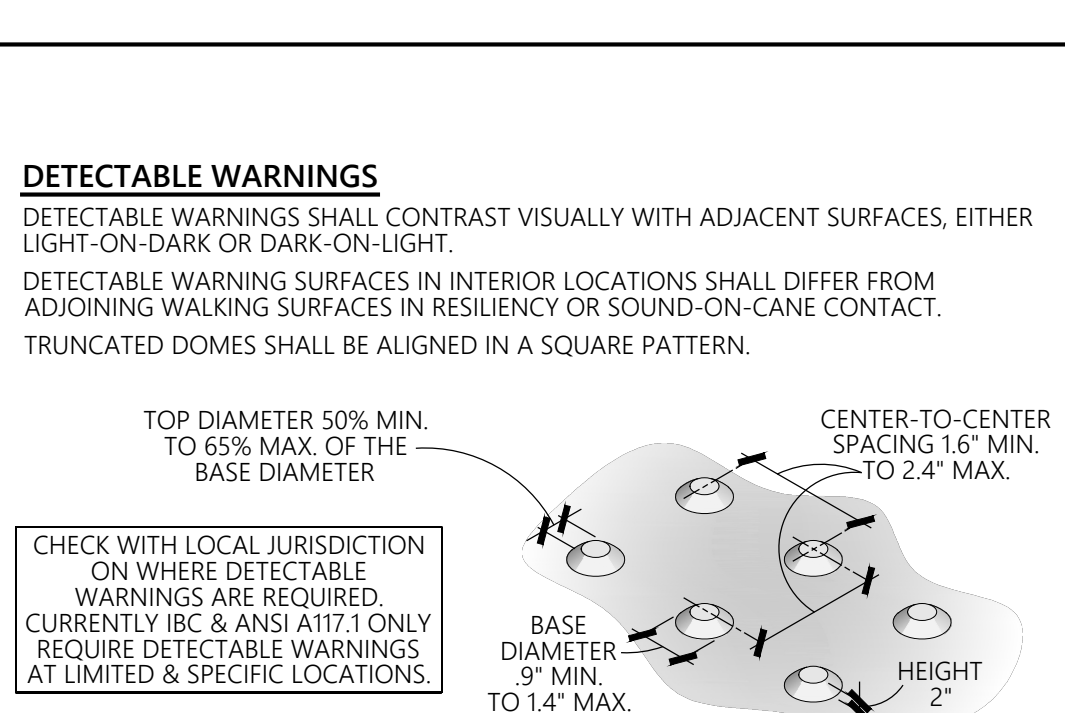 DETECTABLE WARNINGS
DETECTABLE WARNINGS SHALL CONTRAST VISUALLY WITH ADJACENT SURFACES, EITHER
LIGHT-ON-DARK OR DARK-ON-LIGHT.
DETECTABLE WARNING SURFACES IN INTERIOR LOCATIONS SHALL DIFFER FROM
ADJOINING WALKING SURFACES IN RESILIENCY OR SOUND-ON-CANE CONTACT.
TRUNCATED DOMES SHALL BE ALIGNED IN A SQUARE PATTERN.
TOP DIAMETER 50% MIN.
TO 65% MAX. OF THE
BASE DIAMETER
CENTER-TO-CENTER
SPACING 1.6" MIN.
TO 2.4" MAX.
CHECK WITH LOCAL JURISDICTION
ON WHERE DETECTABLE
WARNINGS ARE REQUIRED.
CURRENTLY IBC & ANSI A117.1 ONLY
REQUIRE DETECTABLE WARNINGS
AT LIMITED & SPECIFIC LOCATIONS.
BASE
DIAMETER
.9" MIN.
TO 1.4" MAX.
HEIGHT
2"